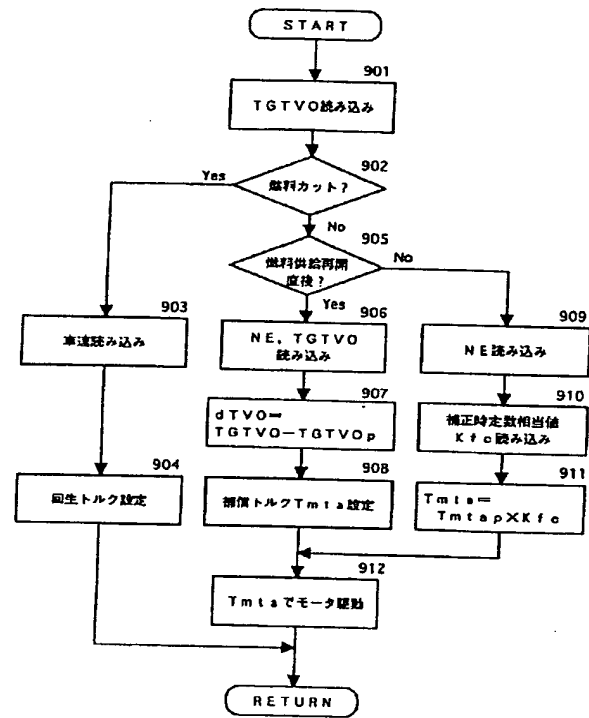 START
901
TGTVO読み込み
902
燃料カット?
Yes
No
905
燃料供給再開
直後?
No
Yes
903
車速読み込み
906
NE, TGTVO
読み込み
909
NE読み込み
907
dTVO=
TGTVO-TGTVOp
910
補正時定数相当値
Kfc読み込み
904
回生トルク設定
908
補償トルクTmta設定
911
Tmta=
Tmtap×Kfc
912
Tmtaでモータ駆動
RETURN